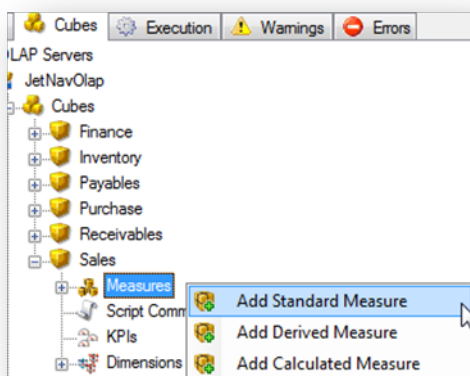 Cubes Execution Warnings Errors
LAP Servers
JetNavOlap
Cubes
Finance
Inventory
Payables
Purchase
Receivables
Sales
Measures
Add Standard Measure
Script Comm
Add Derived Measure
KPIs
Dimensions
Add Calculated Measure